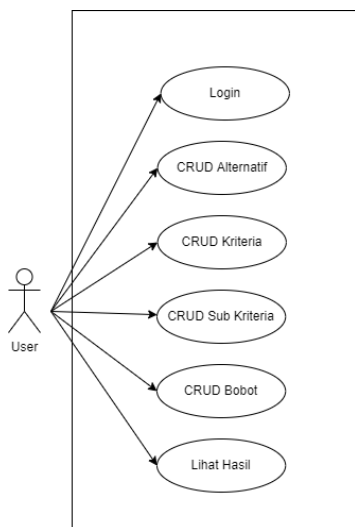 Login
CRUD Alternatif
CRUD Kriteria
CRUD Sub Kriteria
User
CRUD Bobot
Lihat Hasil